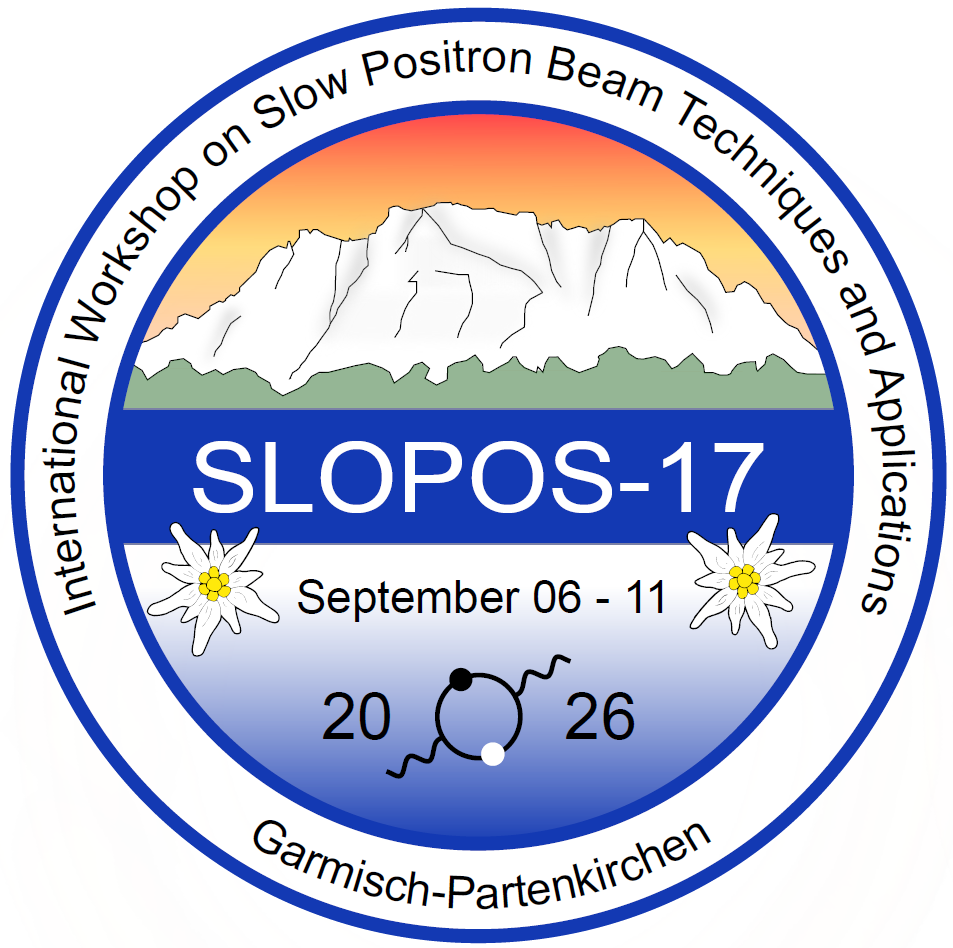 International Workshop on Slow Positron Beam Techniques and Applications
SLOPOS-17
September 06 - 11
20 26
Garmisch-Partenkirchen